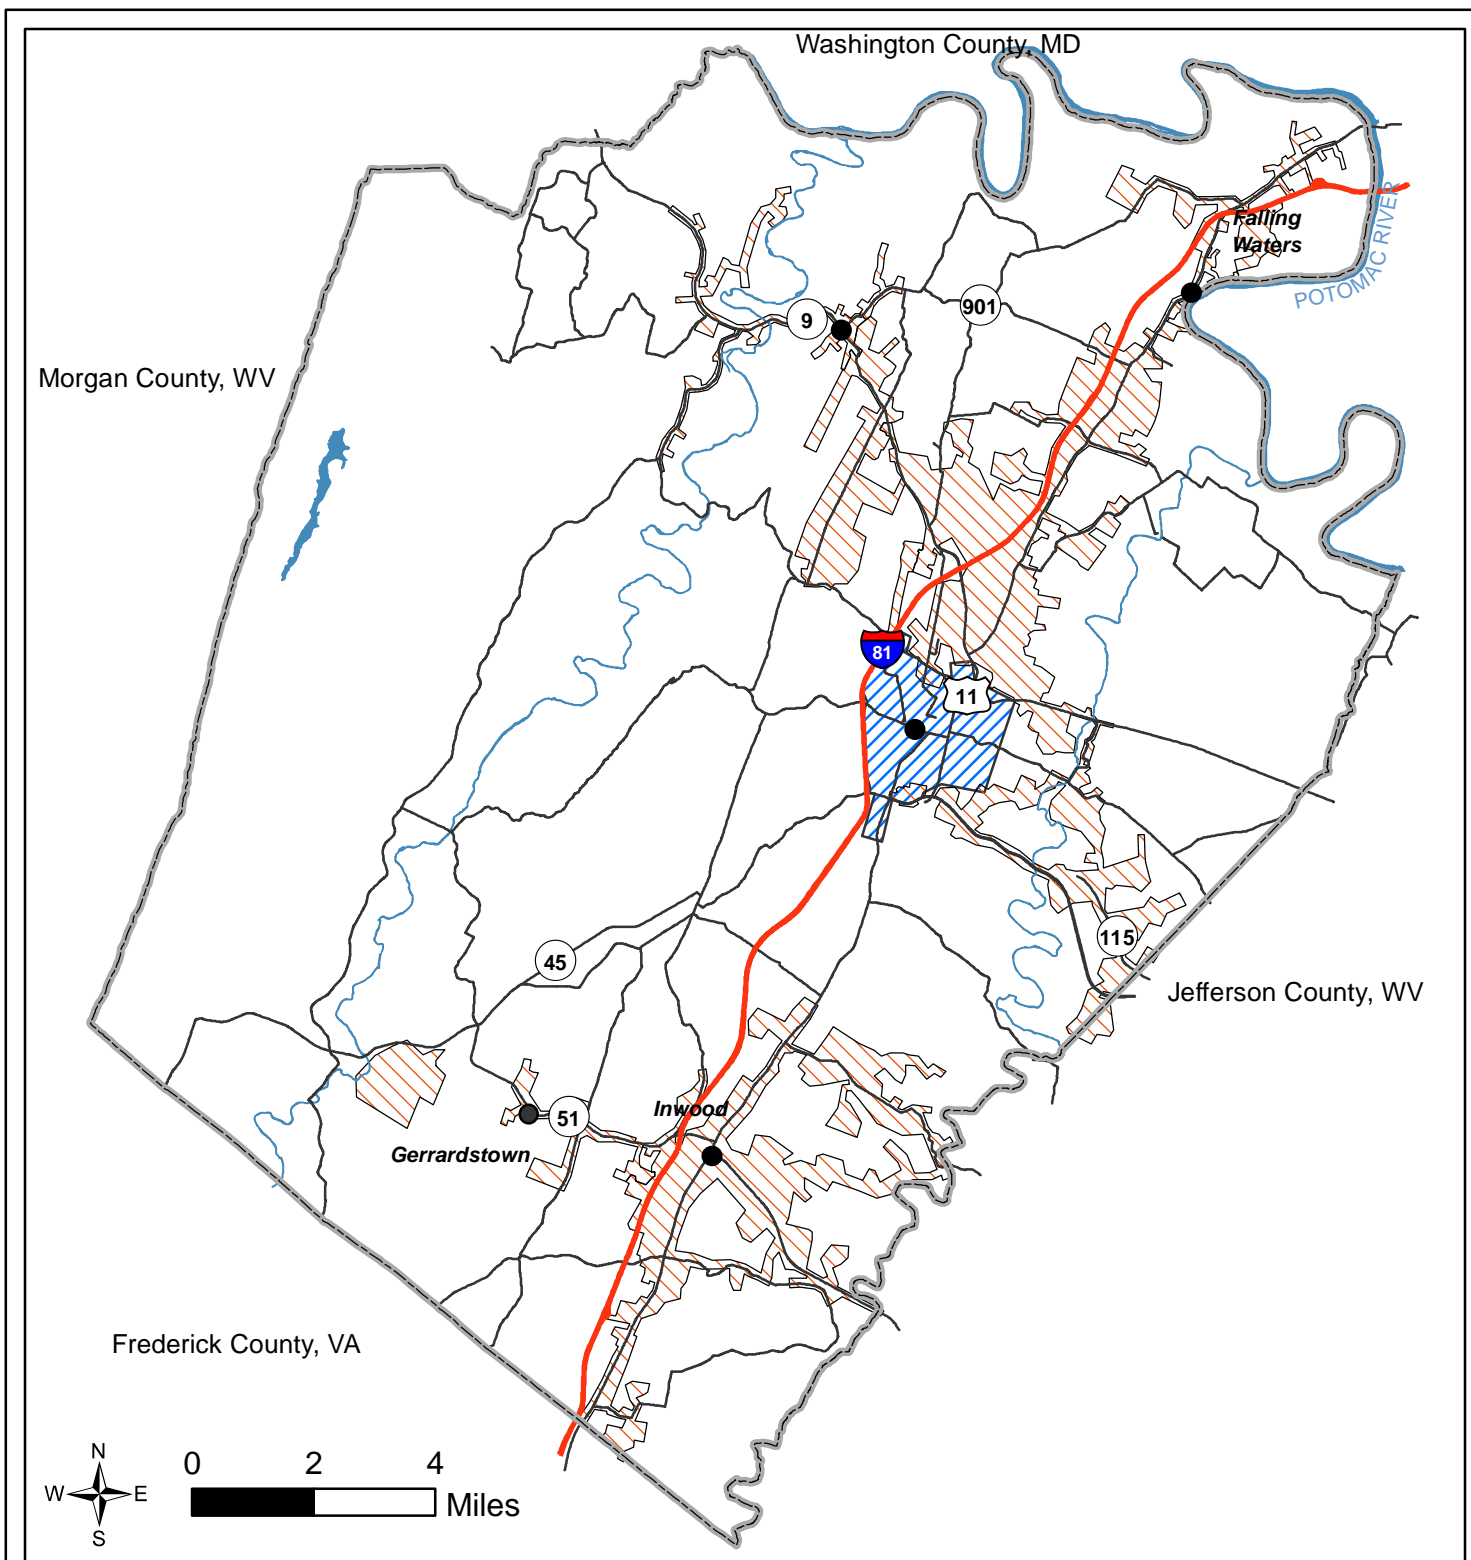 Washington County, MD
Falling
Waters
POTOMAC RIVER
901
9
Morgan County, WV
81
11
115
45
Jefferson County, WV
51
Inwood
Gerrardstown
Frederick County, VA
N
W E
S
0 2 4
Miles